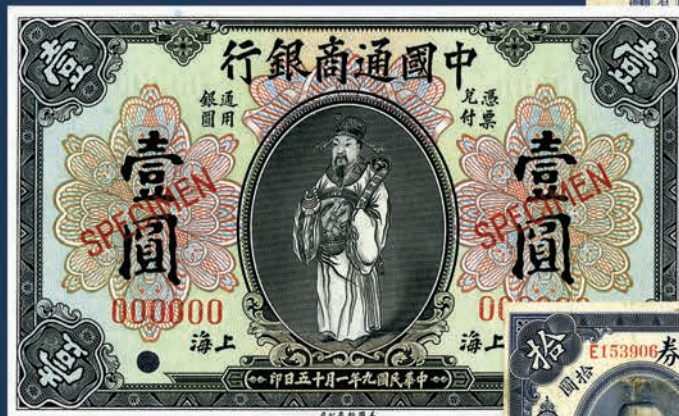 壹 壹
行銀商通國中
憑票
兌付
通用
銀圓
壹圓 壹圓
SPECIMEN SPECIMEN
000000 00
海上 海上
印日五十月一年九國民華中
壹
拾 E153906 券
拾圓